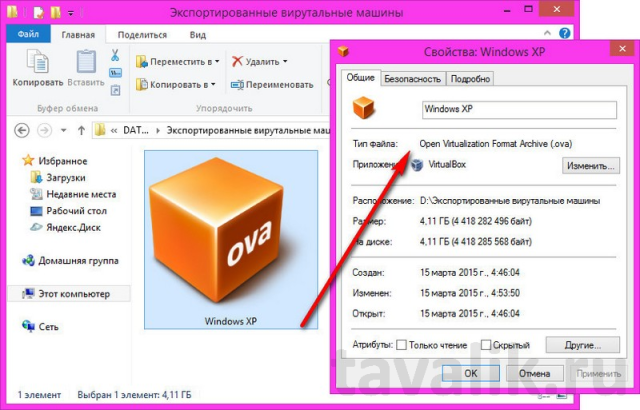 Экспортированные вирутальные машины
Файл
Главная
Поделиться
Вид
Копировать
Вставить
Переместить в
Удалить
Копировать в
Буфер обмена
Упорядочить
« DAT... ▸ Экспортированные вирутальные маш
Избранное
Загрузки
Недавние места
Рабочий стол
Яндекс.Диск
Домашняя группа
Этот компьютер
Сеть
ova
Windows XP
1 элемент Выбран 1 элемент: 4,11 ГБ
Свойства: Windows XP
Общие
Безопасность
Подробно
Windows XP
Тип файла: Open Virtualization Format Archive (.ova)
VirtualBox
Изменить...
D:\Экспортированные вирутальные машины
Размер: 4,11 ГБ (4 418 282 496 байт)
На диске: 4,11 ГБ (4 418 285 568 байт)
Создан: 15 марта 2015 г., 4:46:04
Изменен: 15 марта 2015 г., 4:53:50
Открыт: 15 марта 2015 г., 4:46:04
Атрибуты: Только чтение Скрытый Другие...
OK Отмена Применить
tavalik.ru